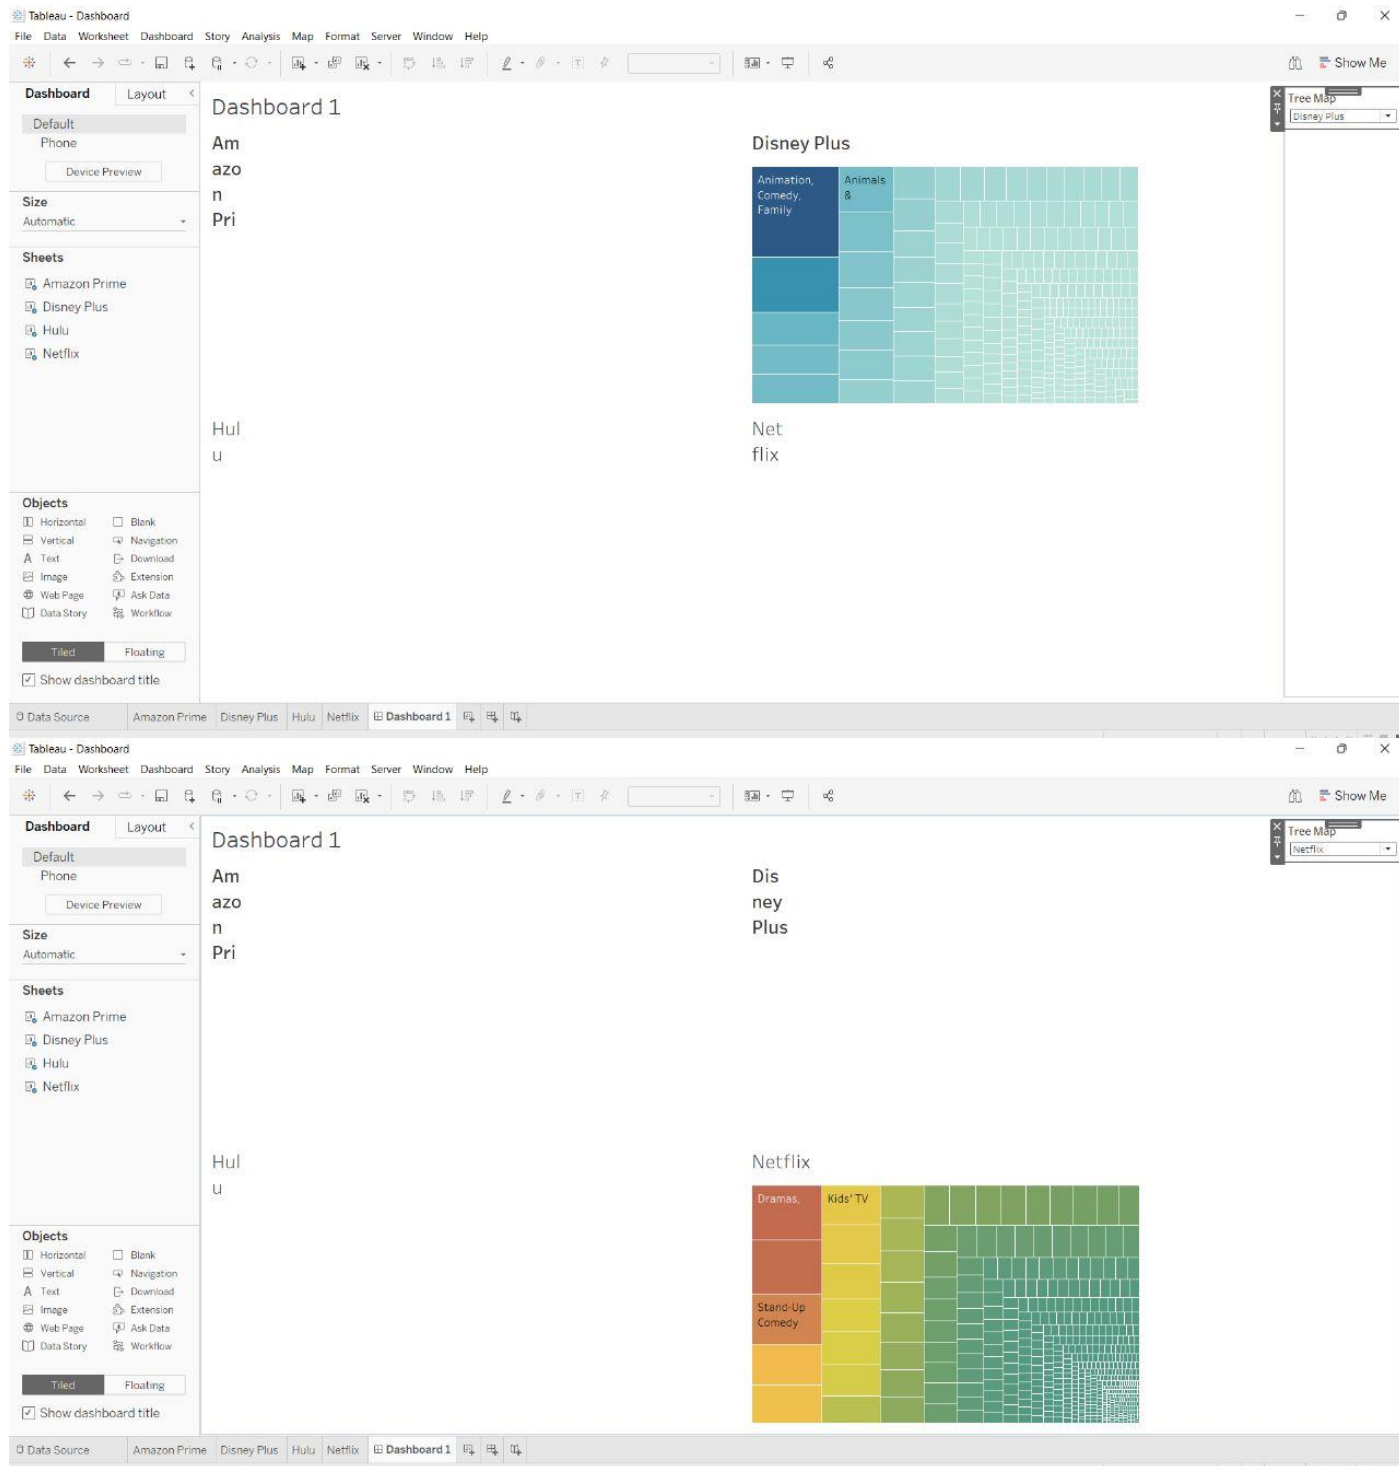 Tableau - Dashboard
File Data Worksheet Dashboard Story Analysis Map Format Server Window Help
Show Me
Dashboard Layout
Default
Phone
Device Preview
Size
Automatic
Sheets
Amazon Prime
Disney Plus
Hulu
Netflix
Objects
Horizontal Blank
Vertical Navigation
Text Download
Image Extension
Web Page Ask Data
Data Story Workflow
Tiled Floating
Show dashboard title
Dashboard 1
Am
azo
n
Pri
Disney Plus
Animation,
Comedy,
Family
Animals
&
Hul
u
Net
flix
Tree Map
Disney Plus
Data Source Amazon Prime Disney Plus Hulu Netflix Dashboard 1
Tableau - Dashboard
File Data Worksheet Dashboard Story Analysis Map Format Server Window Help
Show Me
Dashboard Layout
Default
Phone
Device Preview
Size
Automatic
Sheets
Amazon Prime
Disney Plus
Hulu
Netflix
Objects
Horizontal Blank
Vertical Navigation
Text Download
Image Extension
Web Page Ask Data
Data Story Workflow
Tiled Floating
Show dashboard title
Dashboard 1
Am
azo
n
Pri
Dis
ney
Plus
Hul
u
Netflix
Dramas,
Kids' TV
Stand-Up
Comedy
Tree Map
Netflix
Data Source Amazon Prime Disney Plus Hulu Netflix Dashboard 1